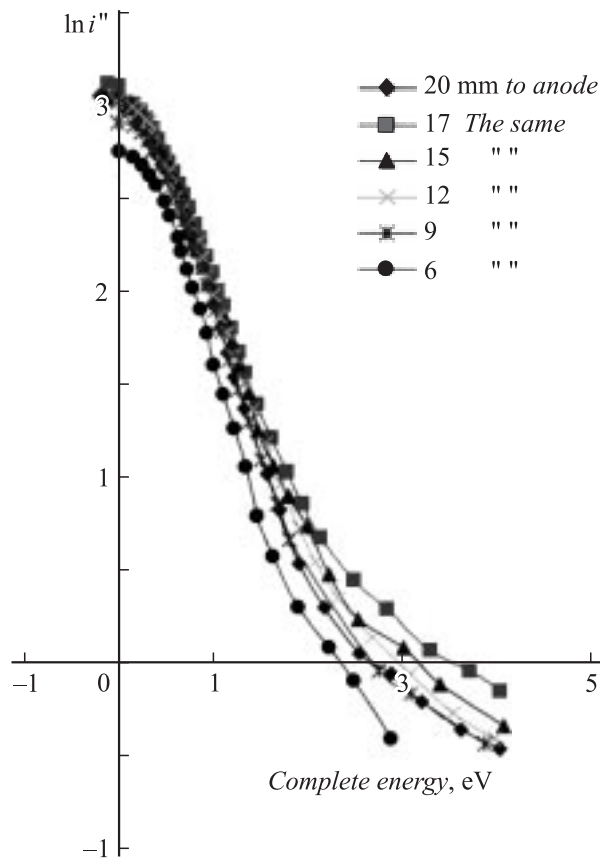 ln i"
3
2
1
–1
–1
0
1
3
5
20 mm to anode
17 The same
15 " "
12 " "
9 " "
6 " "
Complete energy, eV